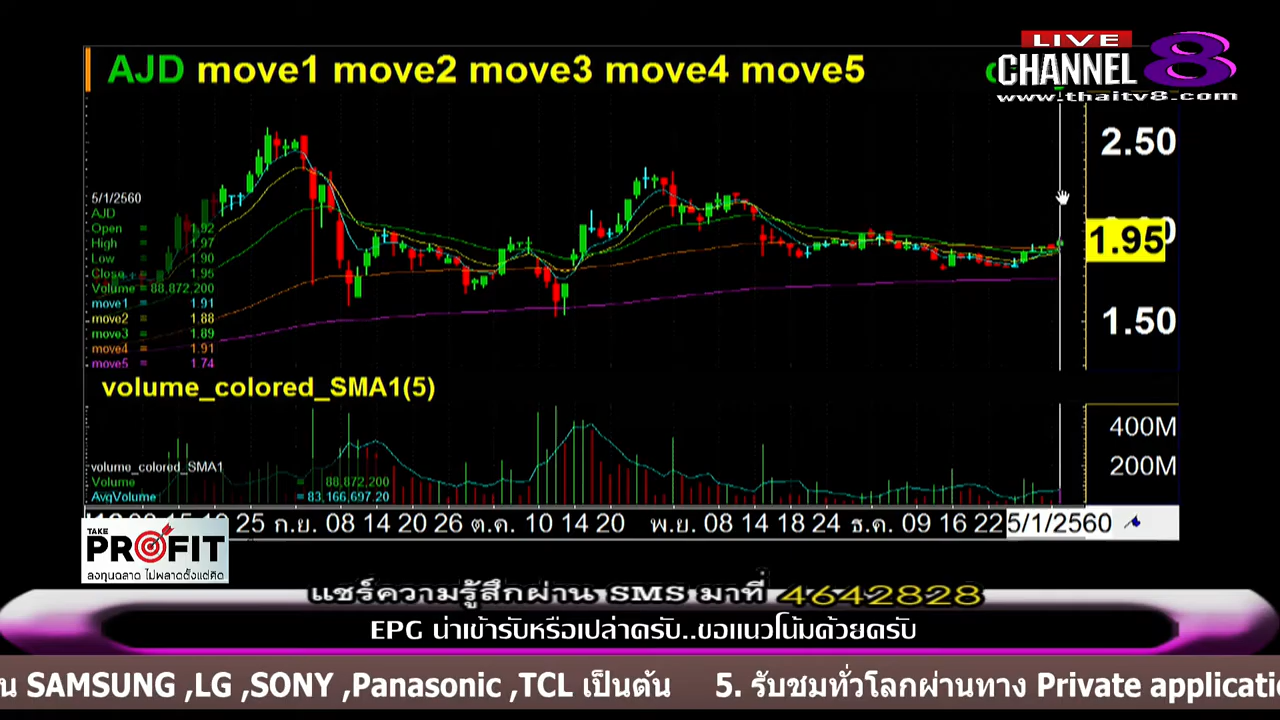 LIVE
CHANNEL 8
www.thaitv8.com
AJD move1 move2 move3 move4 move5
2.50
1.95
1.50
5/1/2560
AJD
Open = 1.92
High = 1.97
Low = 1.90
Close = 1.95
Volume = 88,872,200
move1 = 1.91
move2 = 1.88
move3 = 1.89
move4 = 1.91
move5 = 1.74
volume_colored_SMA1(5)
400M
200M
volume_colored_SMA1
Volume = 88,872,200
AvgVolume = 83,166,697.20
25 ก.ย. 08 14 20 26 ต.ค. 10 14 20 พ.ย. 08 14 18 24 ธ.ค. 09 16 22 5/1/2560
TAKE
PROFIT
ลงทุนฉลาด ไม่พลาดตั้งแต่คิด
แชร์ความรู้สึกผ่าน SMS มาที่ 4642828
EPG น่าเข้ารับหรือเปล่าครับ..ขอแนวโน้มด้วยครับ
น SAMSUNG ,LG ,SONY ,Panasonic ,TCL เป็นต้น 5. รับชมทั่วโลกผ่านทาง Private applicati